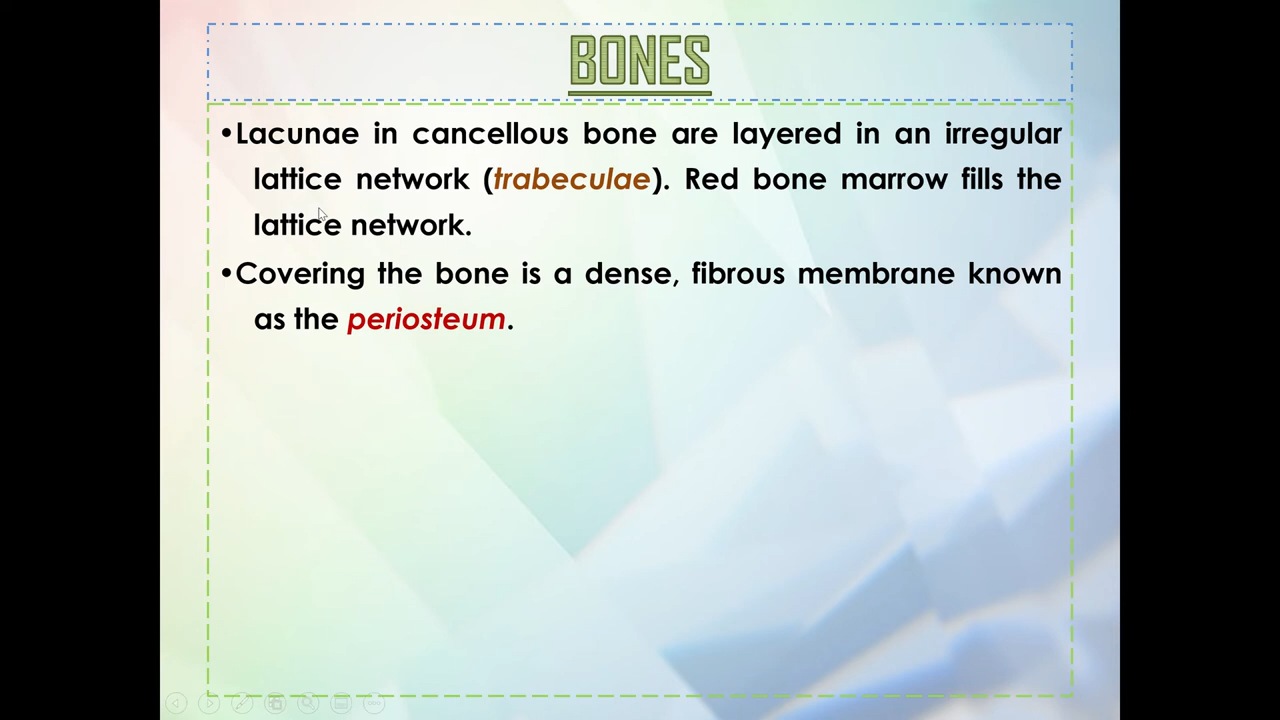 BONES
•Lacunae in cancellous bone are layered in an irregular
lattice network (trabeculae). Red bone marrow fills the
lattice network.
•Covering the bone is a dense, fibrous membrane known
as the periosteum.